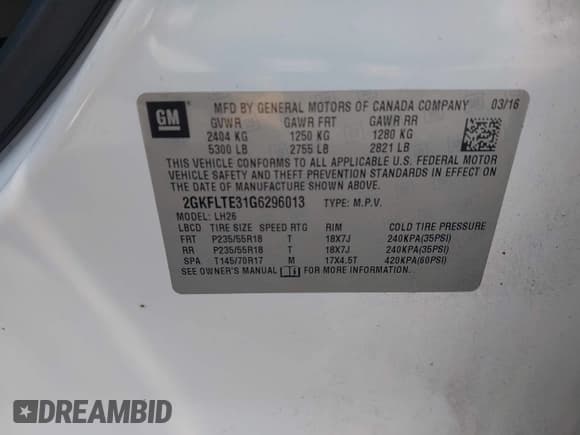 GM
MFD BY GENERAL MOTORS OF CANADA COMPANY 03/16
GVWR GAWR FRT GAWR RR
2404 KG 1250 KG 1280 KG
5300 LB 2755 LB 2821 LB
THIS VEHICLE CONFORMS TO ALL APPLICABLE U.S. FEDERAL MOTOR
VEHICLE SAFETY AND THEFT PREVENTION STANDARDS IN EFFECT
ON THE DATE OF MANUFACTURE SHOWN ABOVE.
2GKFLTE31G6296013 TYPE: M.P.V.
MODEL: LH26
LBCD TIRE SIZE SPEED RTG RIM COLD TIRE PRESSURE
FRT P235/55R18 T 18X7J 240KPA(35PSI)
RR P235/55R18 T 18X7J 240KPA(35PSI)
SPA T145/70R17 M 17X4.5T 420KPA(60PSI)
SEE OWNER'S MANUAL FOR MORE INFORMATION.
DREAMBID